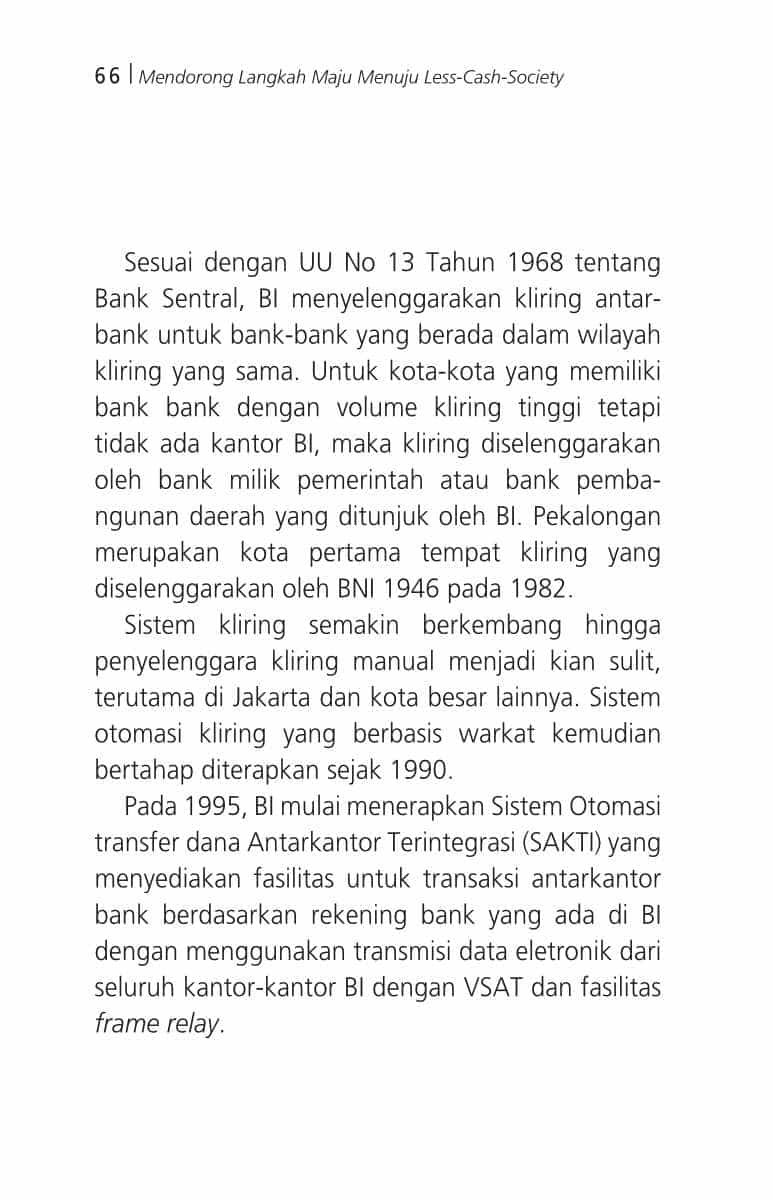 66 | Mendorong Langkah Maju Menuju Less-Cash-Society
Sesuai dengan UU No 13 Tahun 1968 tentang
Bank Sentral, BI menyelenggarakan kliring antar-
bank untuk bank-bank yang berada dalam wilayah
kliring yang sama. Untuk kota-kota yang memiliki
bank bank dengan volume kliring tinggi tetapi
tidak ada kantor BI, maka kliring diselenggarakan
oleh bank milik pemerintah atau bank pemba-
ngunan daerah yang ditunjuk oleh BI. Pekalongan
merupakan kota pertama tempat kliring yang
diselenggarakan oleh BNI 1946 pada 1982.
Sistem kliring semakin berkembang hingga
penyelenggara kliring manual menjadi kian sulit,
terutama di Jakarta dan kota besar lainnya. Sistem
otomasi kliring yang berbasis warkat kemudian
bertahap diterapkan sejak 1990.
Pada 1995, BI mulai menerapkan Sistem Otomasi
transfer dana Antarkantor Terintegrasi (SAKTI) yang
menyediakan fasilitas untuk transaksi antarkantor
bank berdasarkan rekening bank yang ada di BI
dengan menggunakan transmisi data eletronik dari
seluruh kantor-kantor BI dengan VSAT dan fasilitas
frame relay.